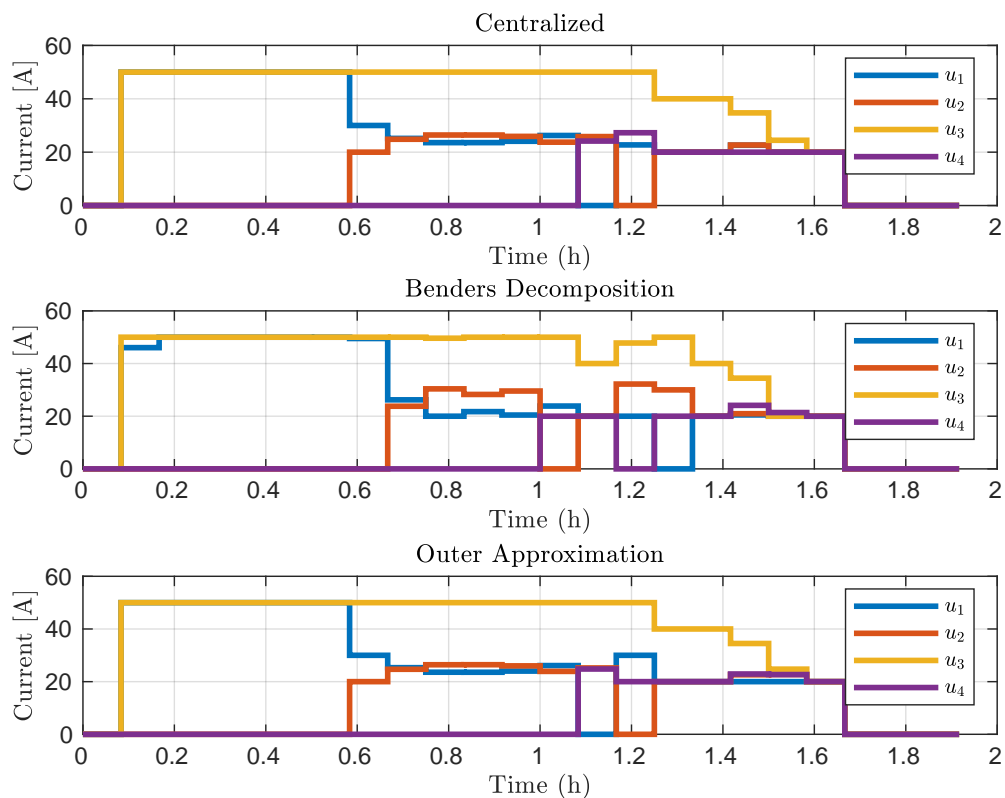 Centralized
Current [A]
60
40
20
0
u1
u2
u3
u4
0 0.2 0.4 0.6 0.8 1 1.2 1.4 1.6 1.8 2
Time (h)
Benders Decomposition
Current [A]
60
40
20
0
u1
u2
u3
u4
0 0.2 0.4 0.6 0.8 1 1.2 1.4 1.6 1.8 2
Time (h)
Outer Approximation
Current [A]
60
40
20
0
u1
u2
u3
u4
0 0.2 0.4 0.6 0.8 1 1.2 1.4 1.6 1.8 2
Time (h)